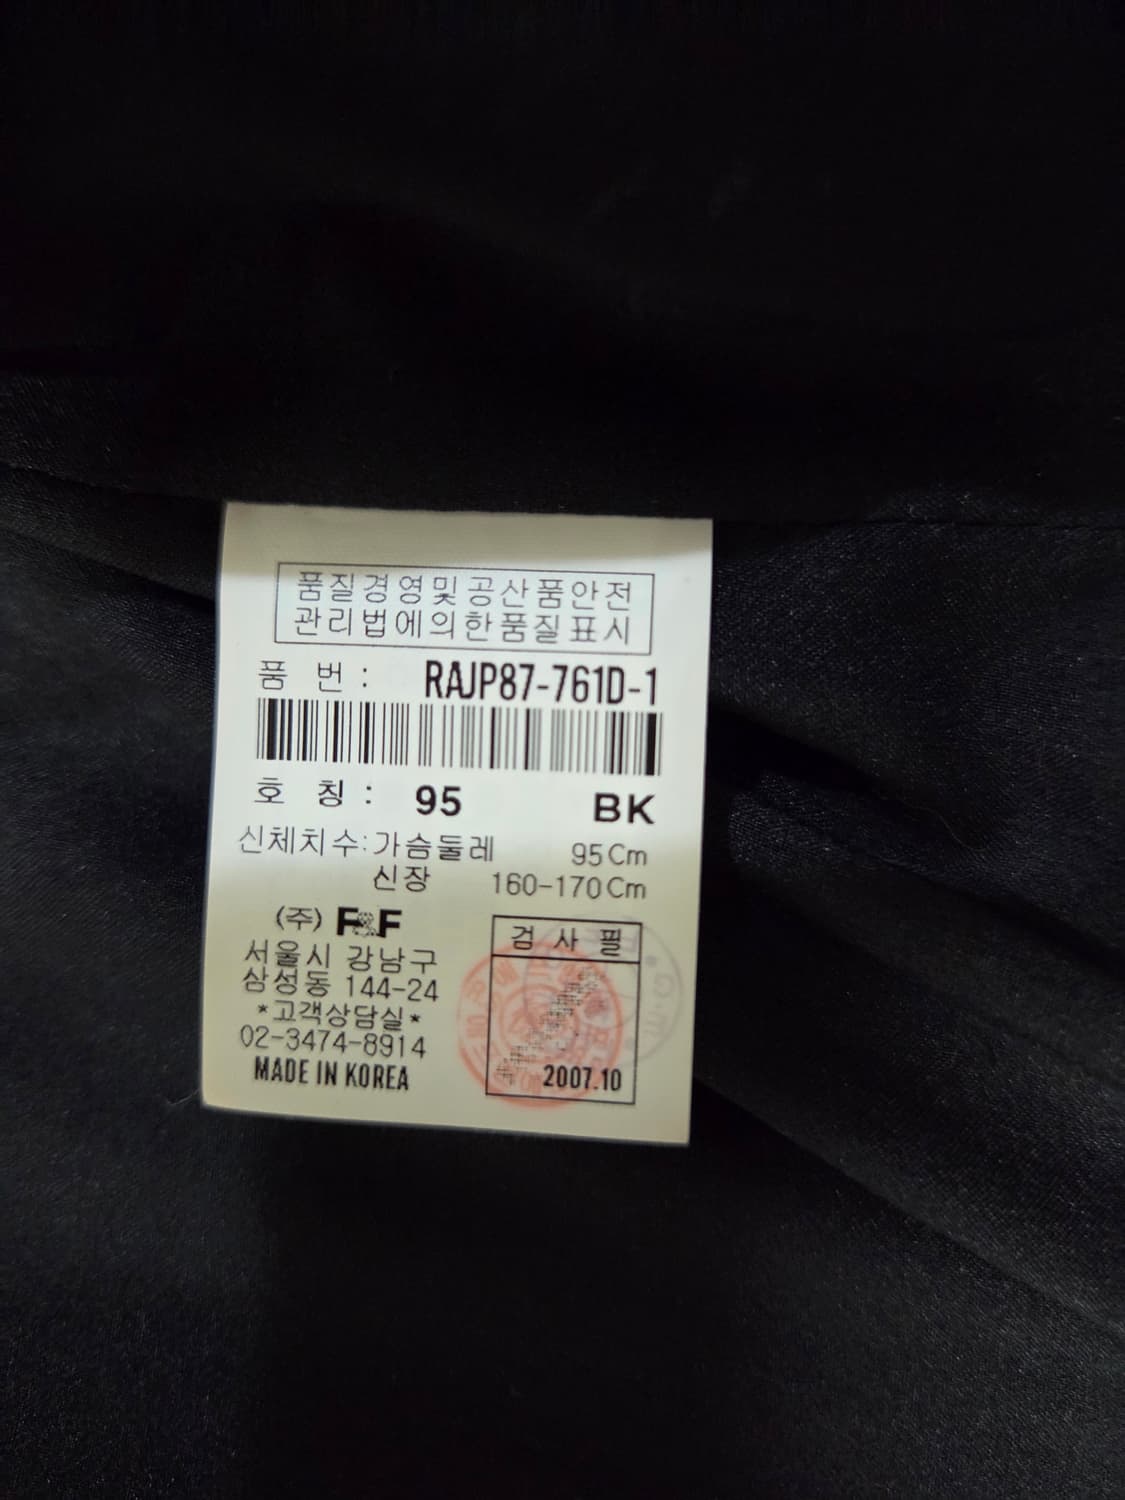 품질경영및공산품안전
관리법에의한품질표시
품 번 : RAJP87-761D-1
호 칭 : 95 BK
신체치수:가슴둘레 95Cm
신장 160-170Cm
(주) F&F
서울시 강남구
삼성동 144-24
*고객상담실*
02-3474-8914
MADE IN KOREA
검 사 필
2007.10